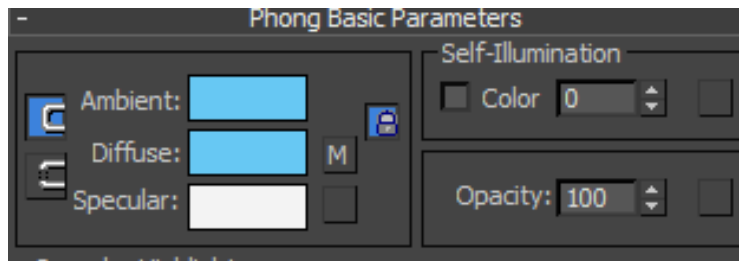 - Phong Basic Parameters
Self-Illumination
Ambient:
Color 0
Diffuse: M
Specular:
Opacity: 100